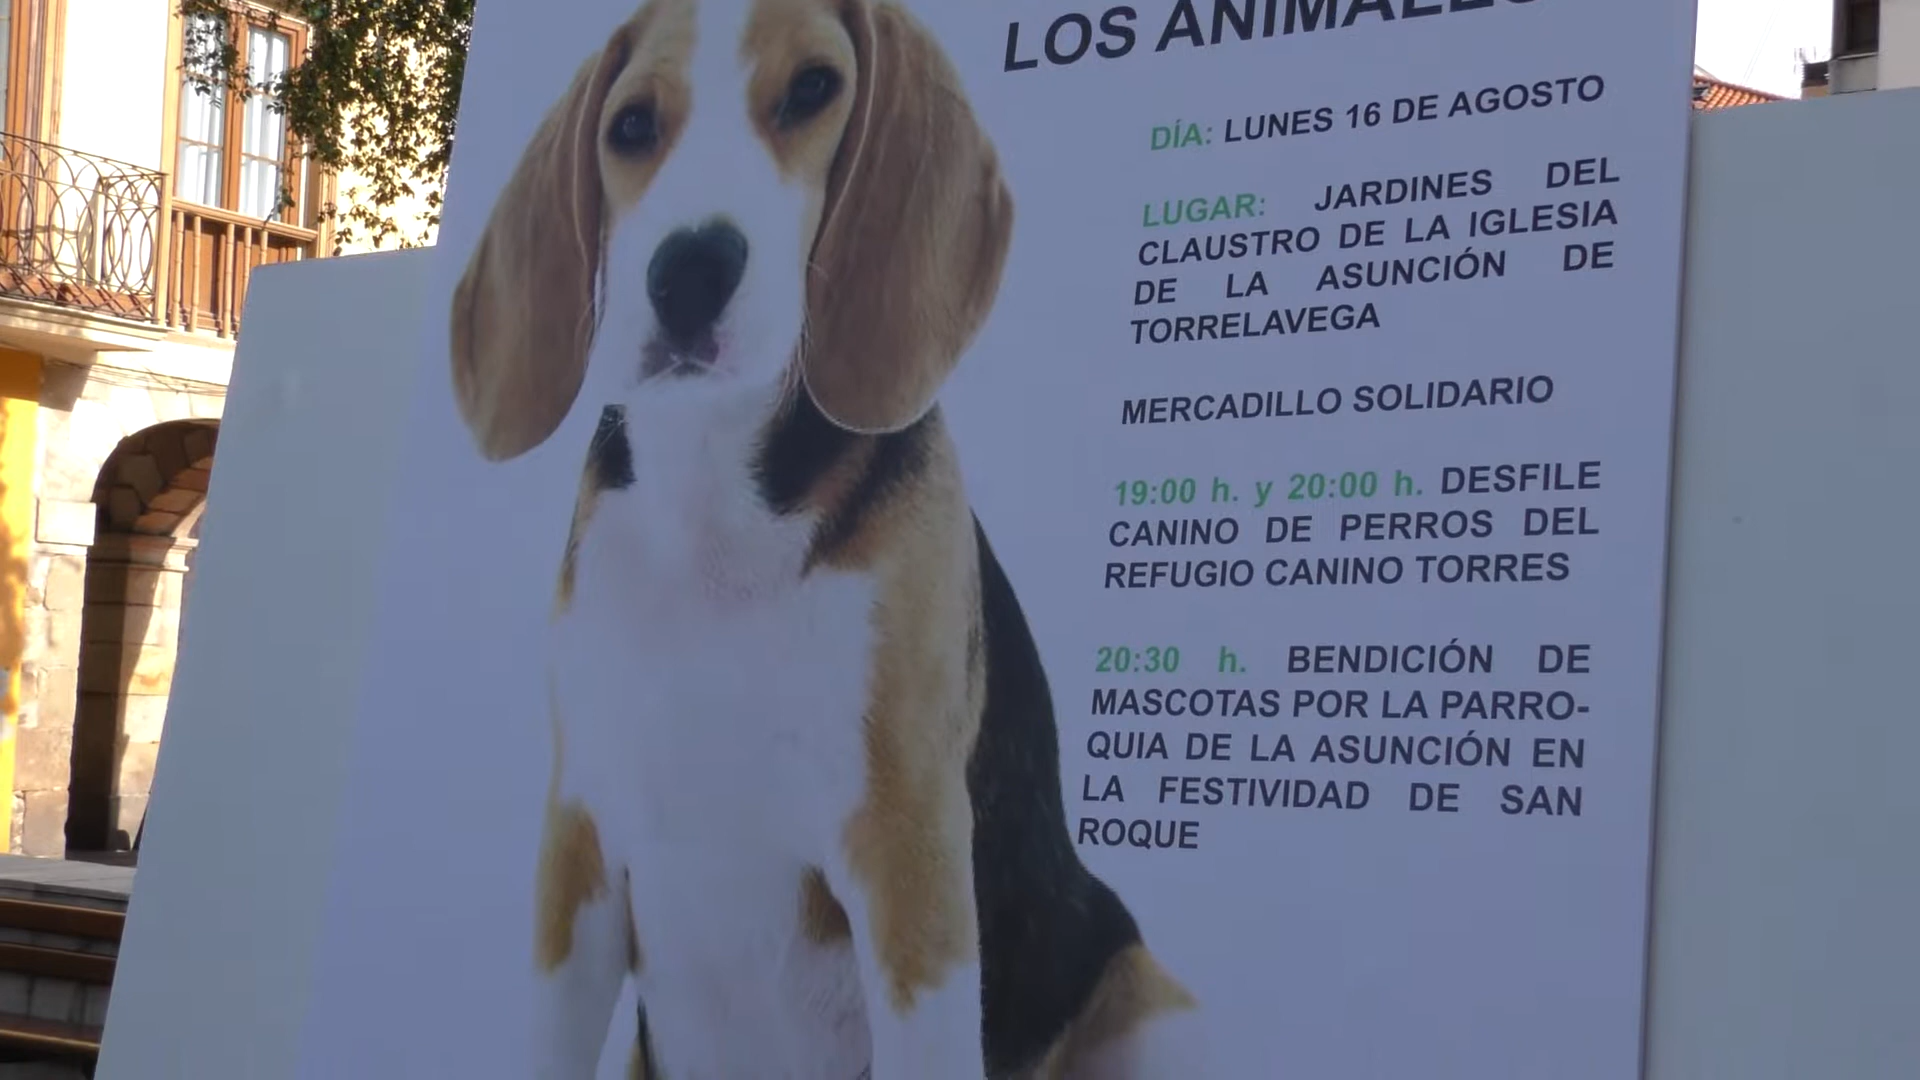 LOS ANIMALES
DÍA: LUNES 16 DE AGOSTO
LUGAR: JARDINES DEL
CLAUSTRO DE LA IGLESIA
DE LA ASUNCIÓN DE
TORRELAVEGA
MERCADILLO SOLIDARIO
19:00 h. y 20:00 h. DESFILE
CANINO DE PERROS DEL
REFUGIO CANINO TORRES
20:30 h. BENDICIÓN DE
MASCOTAS POR LA PARRO-
QUIA DE LA ASUNCIÓN EN
LA FESTIVIDAD DE SAN
ROQUE